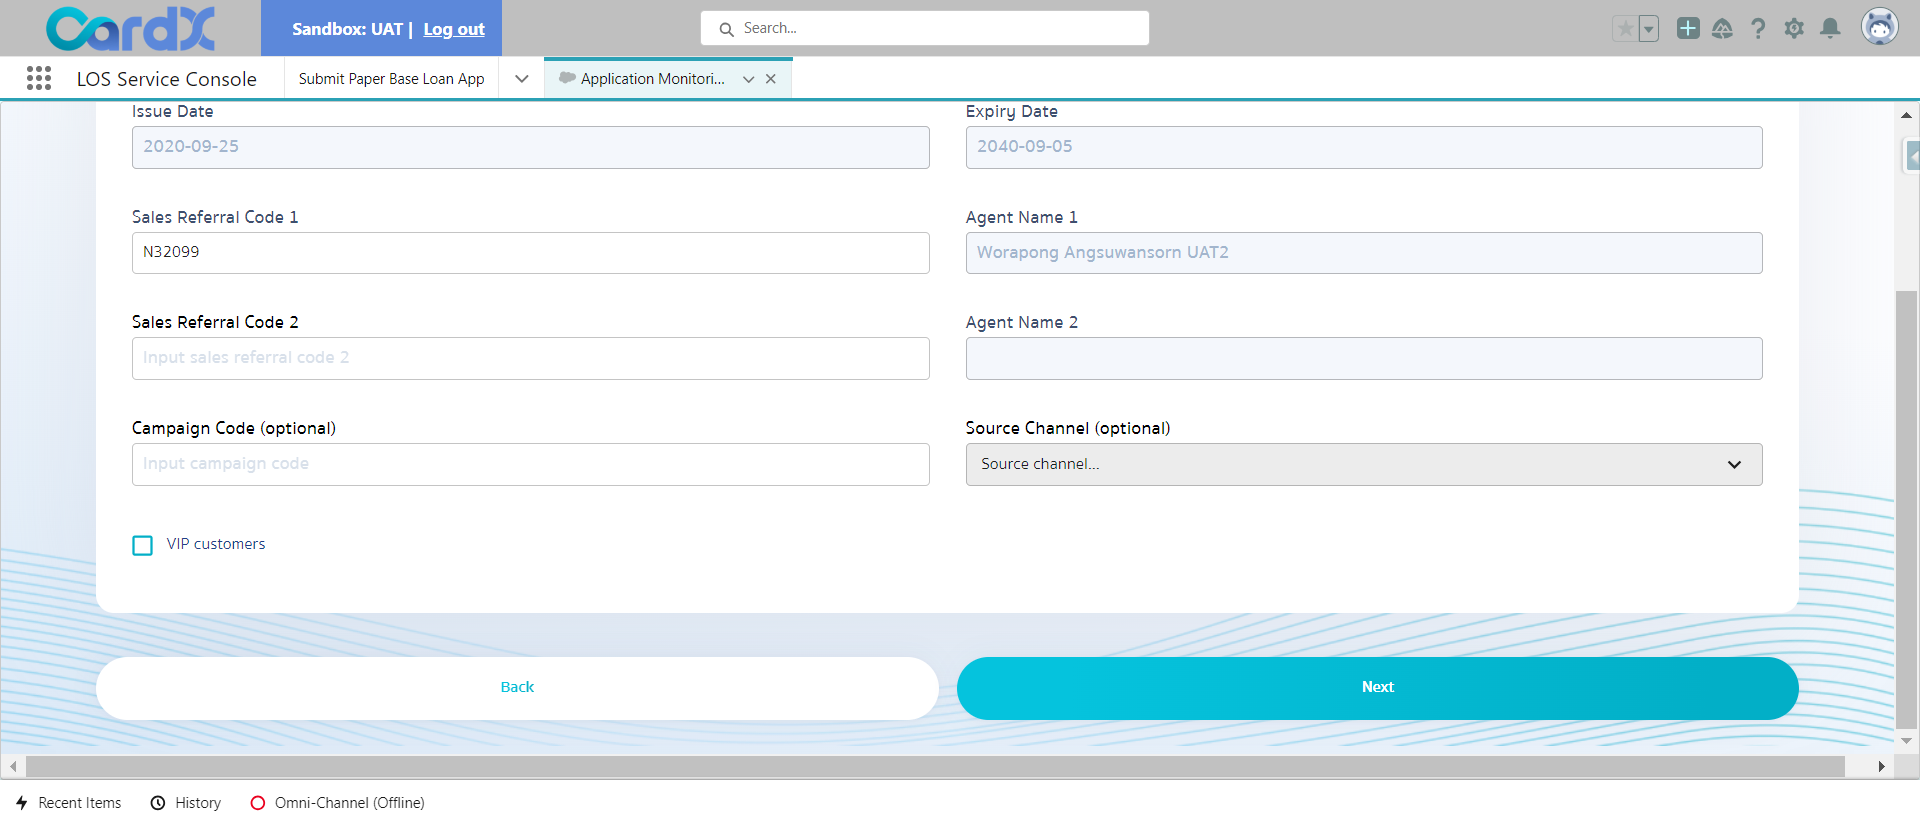 CardX
Sandbox: UAT | Log out
Search...
LOS Service Console
Submit Paper Base Loan App
Application Monitori...
Issue Date
Expiry Date
2020-09-25
2040-09-05
Sales Referral Code 1
Agent Name 1
N32099
Worapong Angsuwansorn UAT2
Sales Referral Code 2
Agent Name 2
Input sales referral code 2
Campaign Code (optional)
Source Channel (optional)
Input campaign code
Source channel...
VIP customers
Back
Next
Recent Items
History
Omni-Channel (Offline)